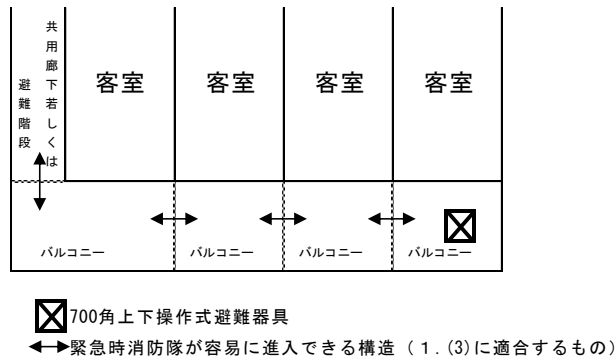 共用廊下若しくは
避難階段
客室
客室
客室
客室
バルコニー
バルコニー
バルコニー
バルコニー
700角上下操作式避難器具
緊急時消防隊が容易に進入できる構造（１．(3)に適合するもの）